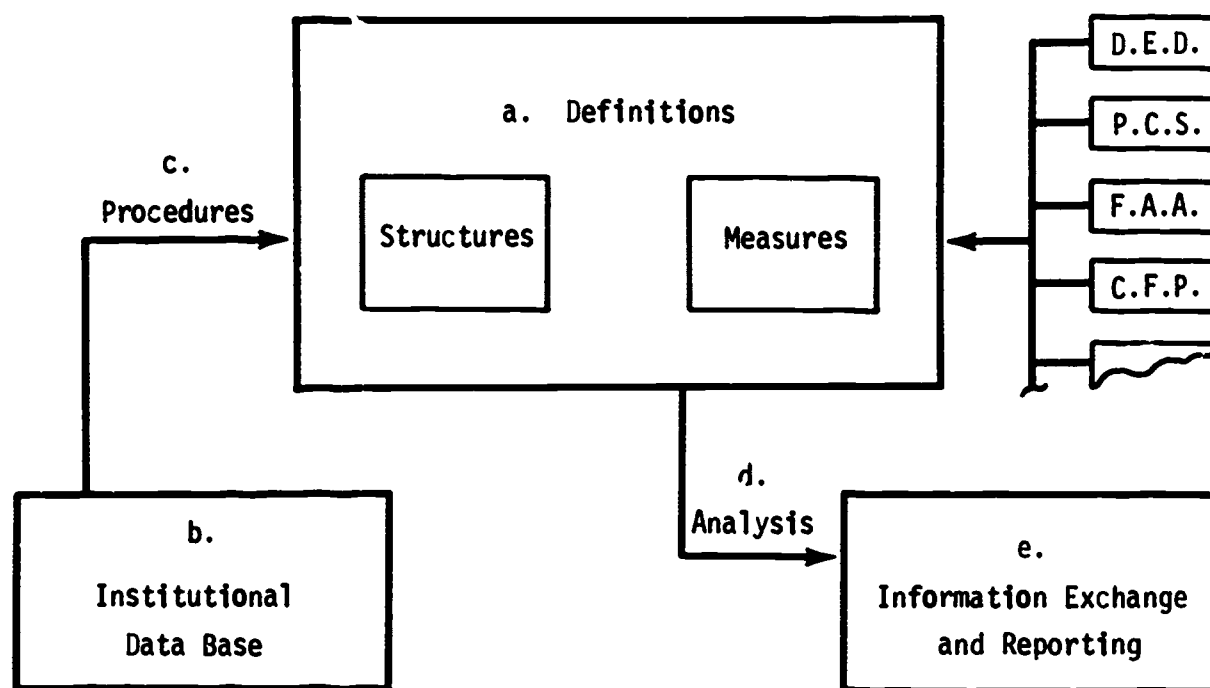 a. Definitions
Structures
Measures
c.
Procedures
D.E.D.
P.C.S.
F.A.A.
C.F.P.
b.
Institutional
Data Base
d.
Analysis
e.
Information Exchange
and Reporting